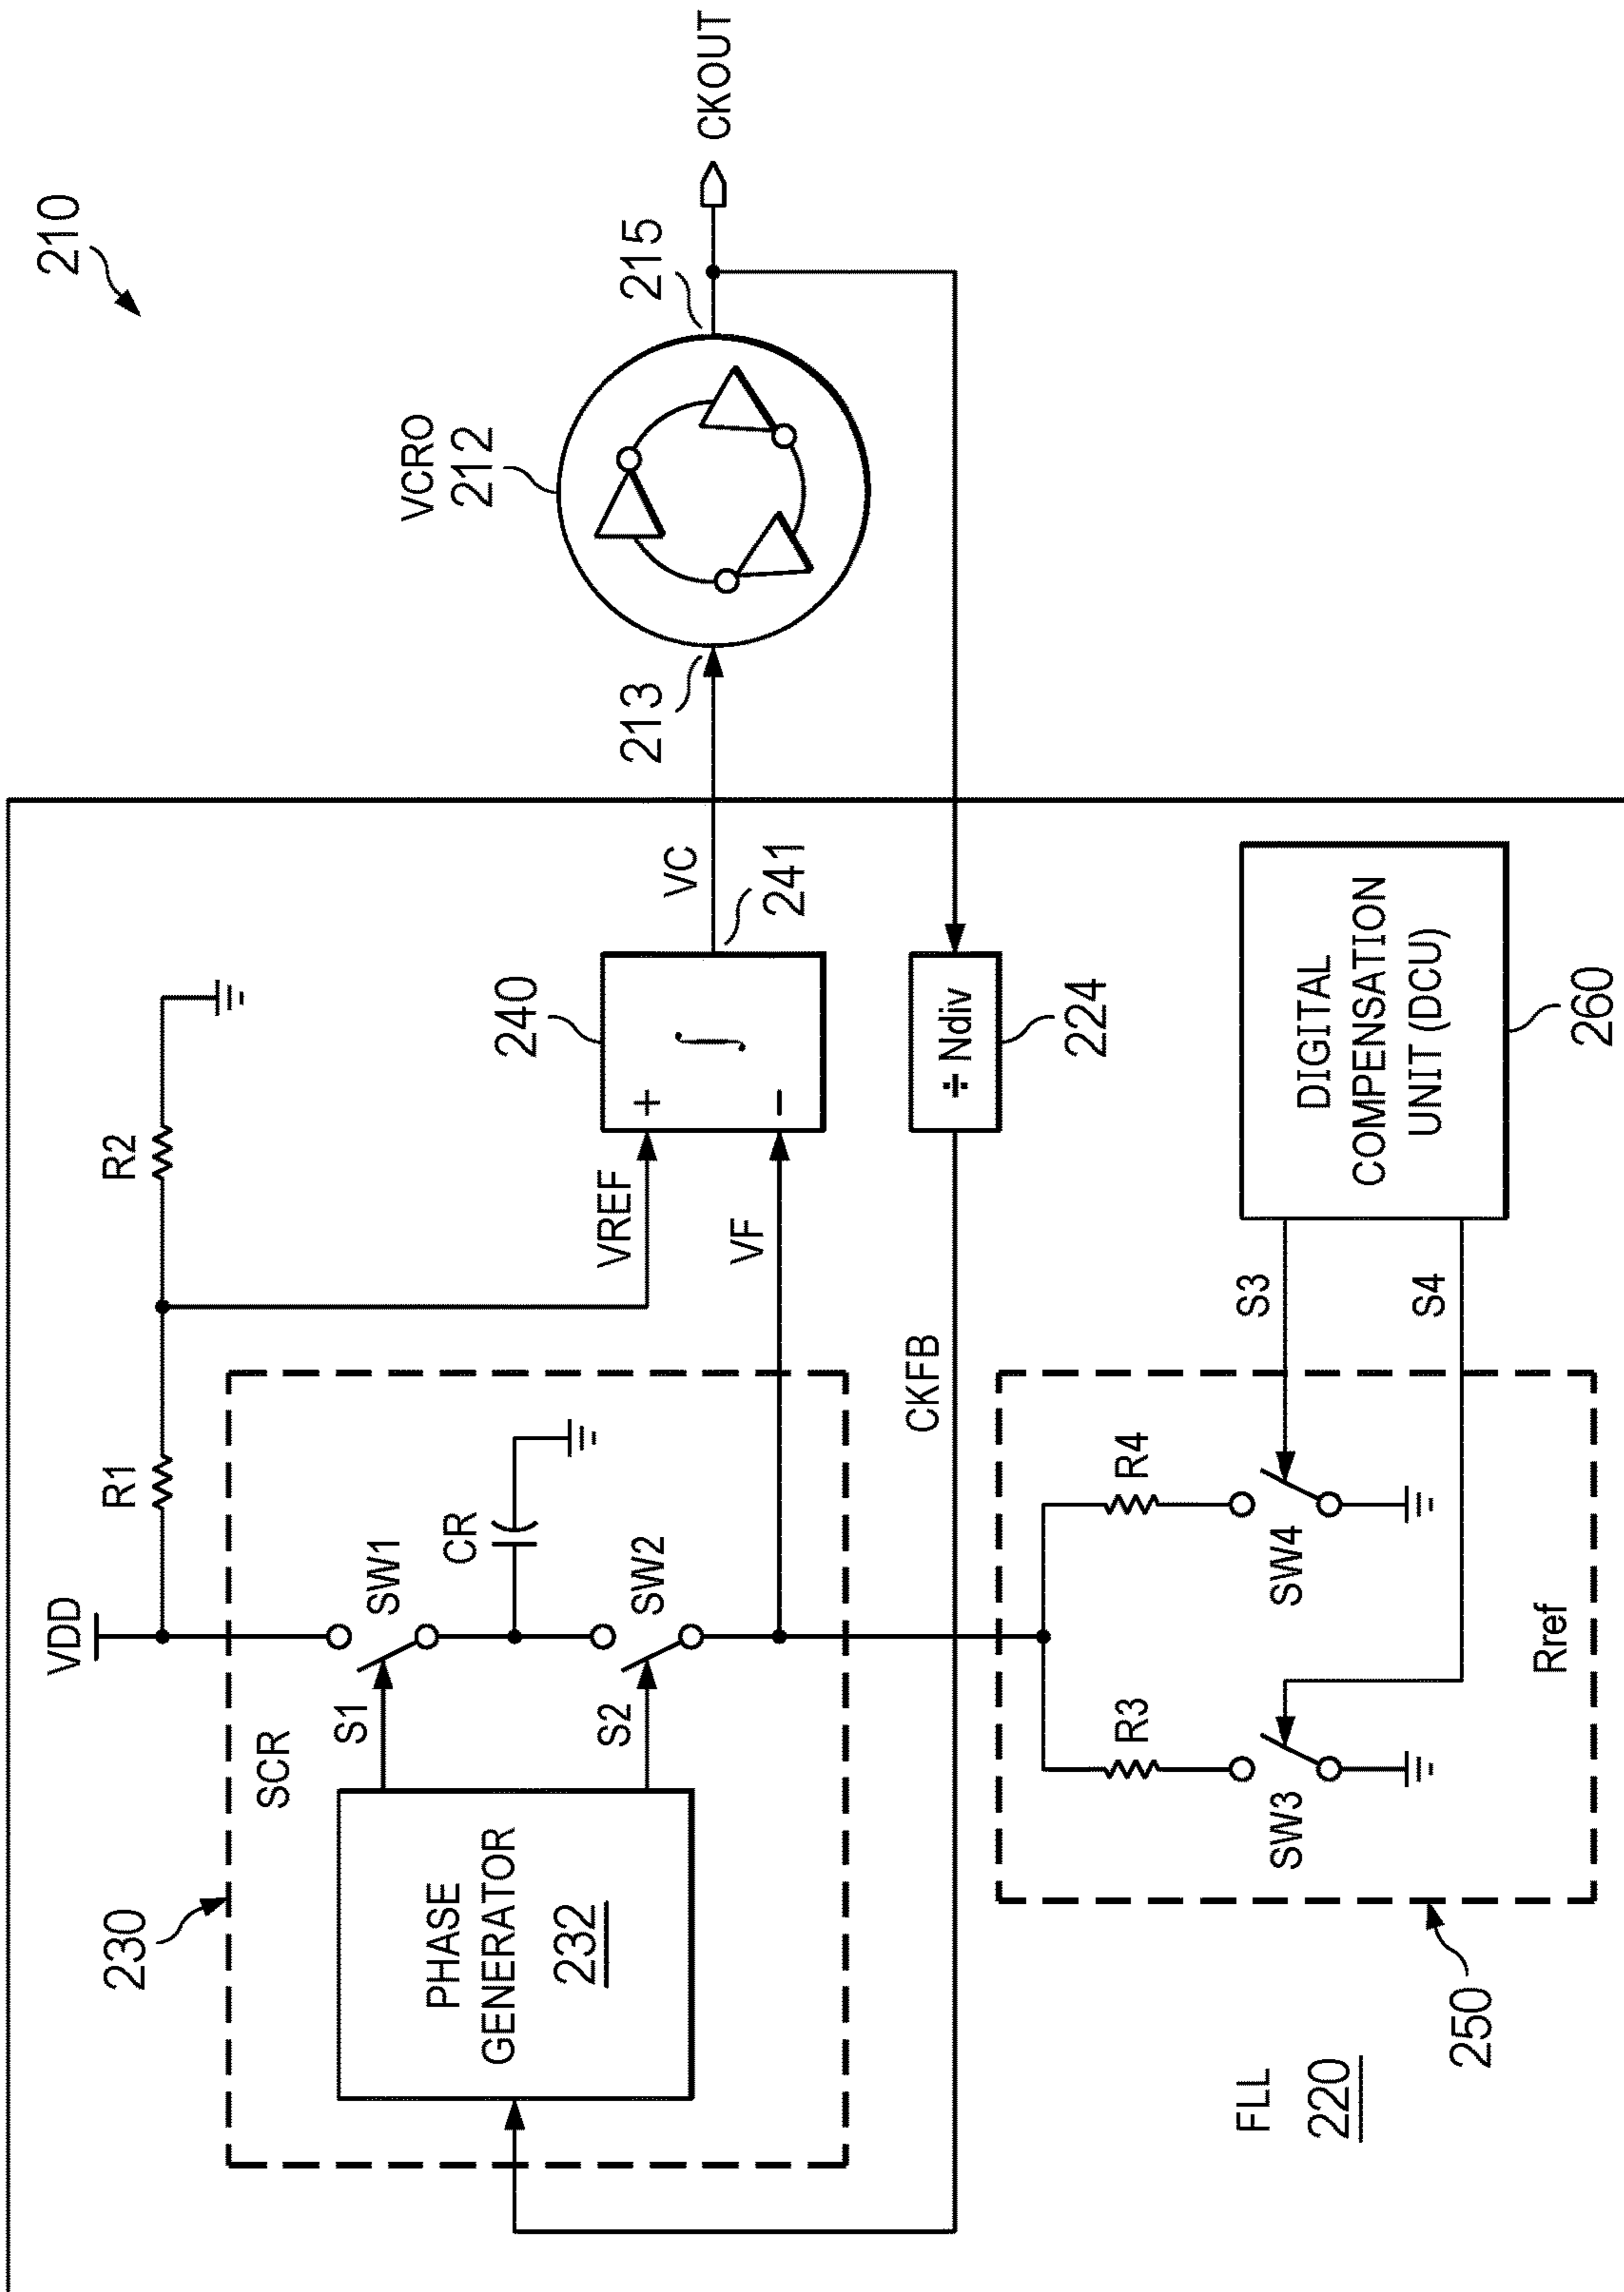 210
VDD
R1
R2
230
SCR
SW1
CR
S1
PHASE
GENERATOR
232
S2
SW2
VREF
VF
240
+
∫
−
VC
241
213
VCRO
212
215
CKOUT
CKFB
÷ Ndiv
224
R3
R4
SW3
SW4
S3
S4
Rref
DIGITAL
COMPENSATION
UNIT (DCU)
260
FLL
220
250